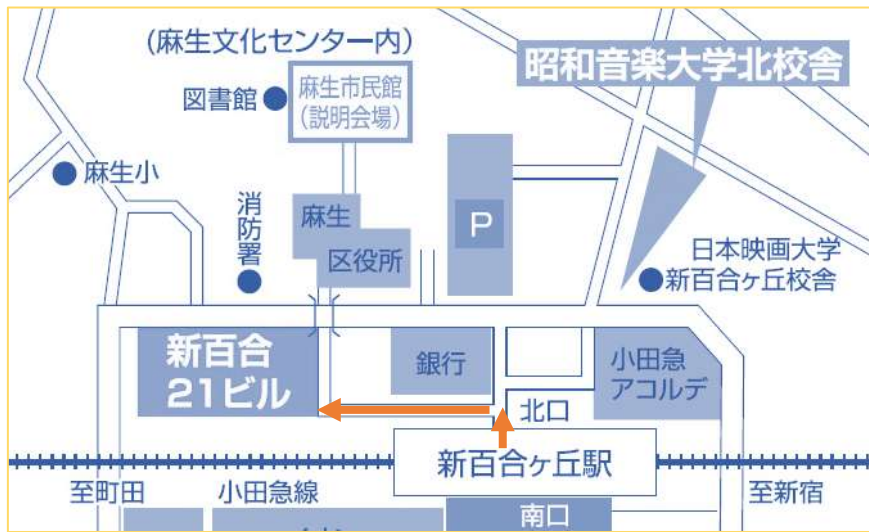 (麻生文化センター内)
昭和音楽大学北校舎
図書館
麻生市民館
(説明会場)
麻生小
消防署
麻生
区役所
P
日本映画大学
新百合ヶ丘校舎
新百合
21ビル
銀行
小田急
アコルデ
北口
新百合ヶ丘駅
至町田
小田急線
至新宿
南口